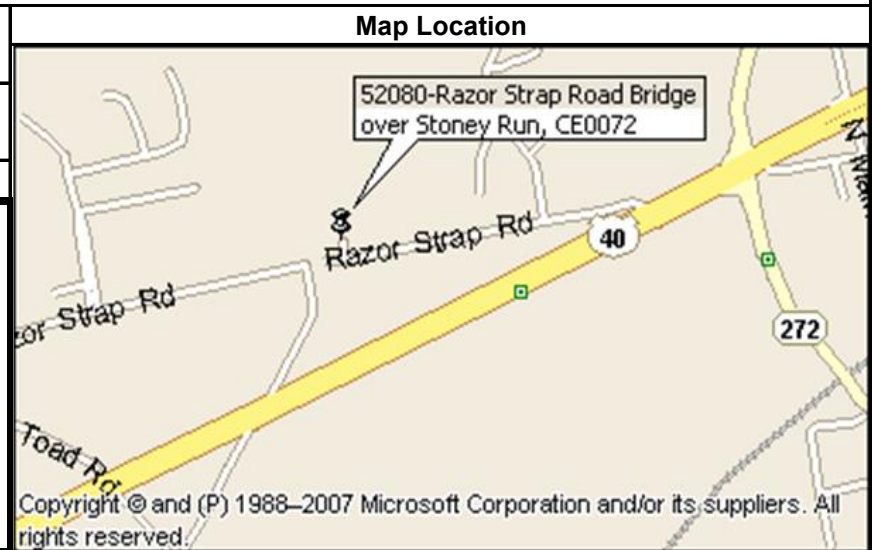 Map Location
52080-Razor Strap Road Bridge
over Stoney Run, CE0072
Razor Strap Rd
40
272
zor Strap Rd
Toad Rd
N Main
Copyright © and (P) 1988–2007 Microsoft Corporation and/or its suppliers. All
rights reserved.